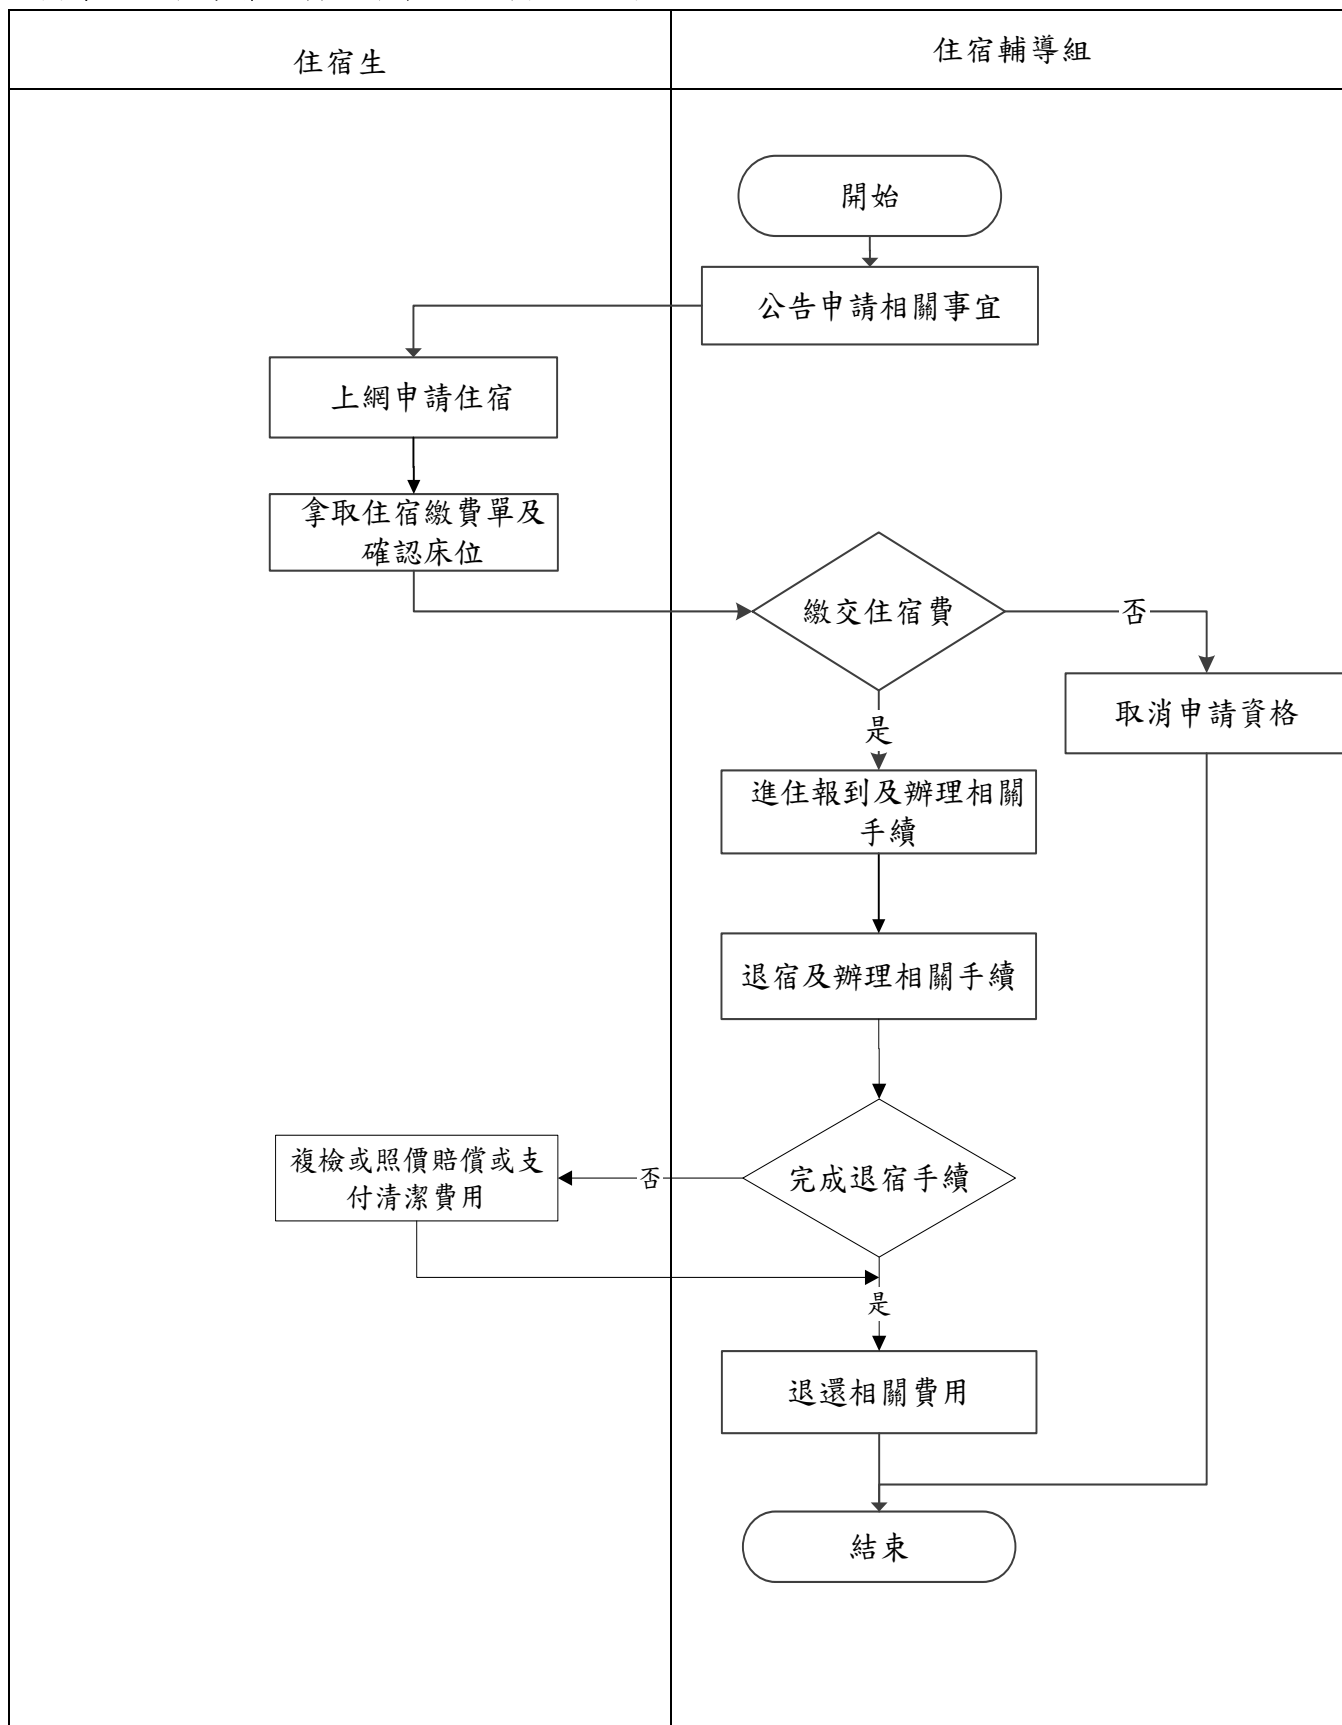 住宿生
住宿輔導組
開始
公告申請相關事宜
上網申請住宿
拿取住宿繳費單及
確認床位
繳交住宿費
否
取消申請資格
是
進住報到及辦理相關
手續
退宿及辦理相關手續
完成退宿手續
否
複檢或照價賠償或支
付清潔費用
是
退還相關費用
結束